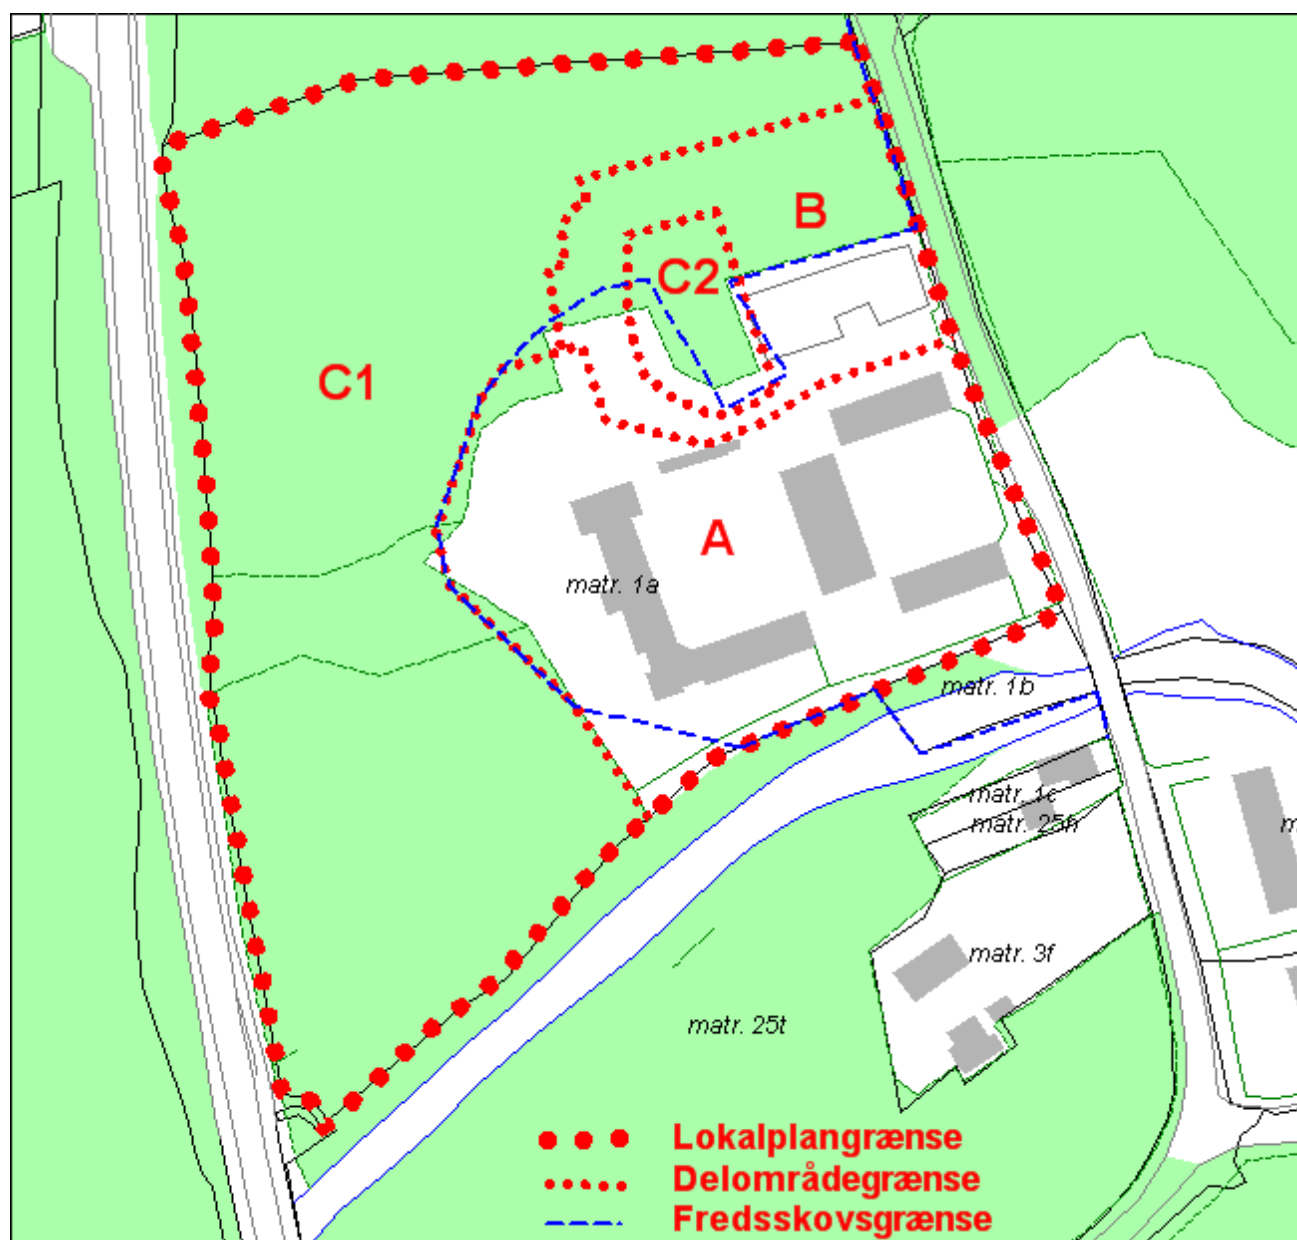 B
C2
C1
A
matr. 1a
matr. 1b
matr. 1c
matr. 25h
matr. 3f
matr. 25t
Lokalplangrænse
Delområdegrænse
Fredsskovsgrænse